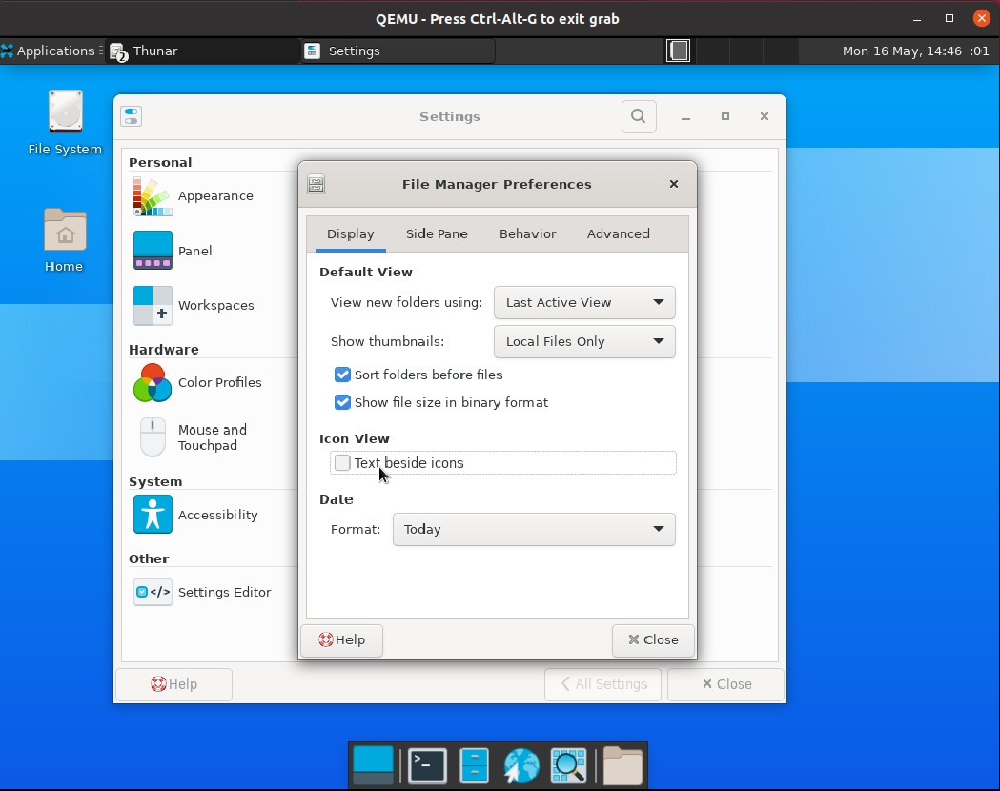 QEMU - Press Ctrl-Alt-G to exit grab
Applications
2
Thunar
Settings
Mon 16 May, 14:46 :01
File System
Home
Settings
Personal
Appearance
Panel
Workspaces
Hardware
Color Profiles
Mouse and
Touchpad
System
Accessibility
Other
</>
Settings Editor
File Manager Preferences
Display Side Pane Behavior Advanced
Default View
View new folders using: Last Active View
Show thumbnails: Local Files Only
Sort folders before files
Show file size in binary format
Icon View
Text beside icons
Date
Format: Today
Help Close
Help All Settings Close
>_